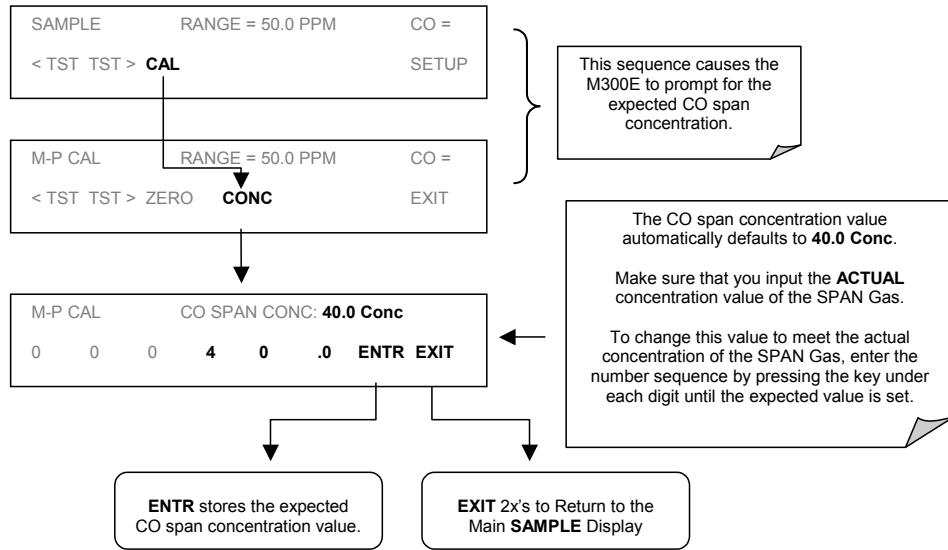 SAMPLE RANGE = 50.0 PPM CO =
< TST TST > CAL SETUP
This sequence causes the
M300E to prompt for the
expected CO span
concentration.
M-P CAL RANGE = 50.0 PPM CO =
< TST TST > ZERO CONC EXIT
The CO span concentration value
automatically defaults to 40.0 Conc.
Make sure that you input the ACTUAL
concentration value of the SPAN Gas.
To change this value to meet the actual
concentration of the SPAN Gas, enter the
number sequence by pressing the key under
each digit until the expected value is set.
M-P CAL CO SPAN CONC: 40.0 Conc
0 0 0 4 0 .0 ENTR EXIT
ENTR stores the expected
CO span concentration value.
EXIT 2x's to Return to the
Main SAMPLE Display